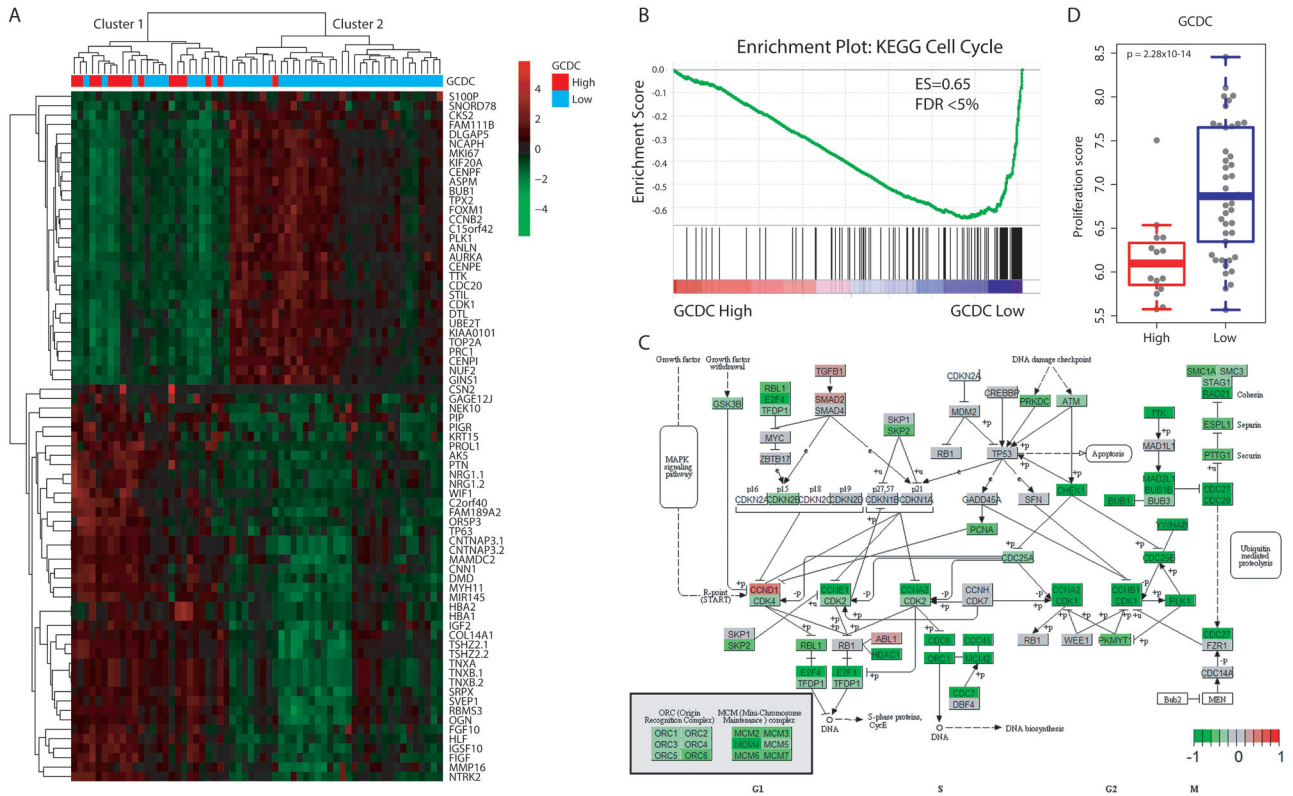 A
Cluster 1
Cluster 2
GCDC
GCDC
High
Low
4
2
0
−2
−4
S100P
SNORD78
CKS2
FAM111B
DLGAP5
NCAPH
MKI67
KIF20A
CENPF
ASPM
BUB1
TPX2
FOXM1
CCNB2
C15orf42
PLK1
ANLN
AURKA
CENPE
TTK
CDC20
STIL
CDK1
DTL
UBE2T
KIAA0101
TOP2A
PRC1
CENPI
NUF2
GINS1
CSN2
GAGE12J
NEK10
PIP
PIGR
KRT15
PROL1
AK5
PTN
NRG1.1
NRG1.2
WIF1
C2orf40
FAM189A2
OR5P3
TP63
CNTNAP3.1
CNTNAP3.2
MAMDC2
CNN1
DMD
MYH11
MIR145
HBA2
HBA1
IGF2
COL14A1
TSHZ2.1
TSHZ2.2
TNXA
TNXB.1
TNXB.2
SRPX
SVEP1
RBMS3
OGN
FGF10
HLF
IGSF10
FIGF
MMP16
NTRK2
B
Enrichment Plot: KEGG Cell Cycle
ES=0.65
FDR <5%
Enrichment Score
0.0
-0.1
-0.2
-0.3
-0.4
-0.5
-0.6
GCDC High
GCDC Low
D
GCDC
p = 2.28x10-14
Proliferation score
8.5
8.0
7.5
7.0
6.5
6.0
5.5
High
Low
C
Growth factor
Growth factor
withdrawal
GSK3B
RBL1
E2F4
TFDP1
TGFB1
SMAD2
SMAD4
MYC
ZBTB17
SKP1
SKP2
CDKN2A
MDM2
CREBBP
RB1
TP53
DNA damage checkpoint
PRKDC
ATM
Apoptosis
SMC1A
SMC3
STAG1
RAD21
Cohesin
ESPL1
Separin
PTTG1
Securin
TTK
MAD1L1
MAD2L1
BUB1B
BUB3
BUB1
CDC27
CDC20
MAPK
signaling
pathway
p16
p15
p18
p19
p27,57
p21
CDKN2A
CDKN2B
CDKN2C
CDKN2D
CDKN1B
CDKN1A
GADD45A
SFN
CHEK1
PCNA
YWHAB
CDC25A
CDC25B
Ubiquitin
mediated
proteolysis
R-point
(START)
CCND1
CDK4
CCNE1
CDK2
CCNA2
CDK2
CCNH
CDK7
CCNA2
CDK1
CCNB1
CDK1
PLK1
SKP1
SKP2
RBL1
RB1
ABL1
HDAC1
CDC6
CDC45
ORC1
MCM2
RB1
WEE1
PKMYT1
CDC27
FZR1
E2F4
TFDP1
E2F1
TFDP1
CDC7
DBF4
CDC14A
Bub2
MEN
DNA
S-phase proteins,
CycE
DNA
DNA biosynthesis
ORC (Origin
Recognition Complex)
MCM (Mini-Chromosome
Maintenance ) complex
ORC1
ORC2
MCM2
MCM3
ORC3
ORC4
MCM4
MCM5
ORC5
ORC6
MCM6
MCM7
-1
0
1
G1
S
G2
M